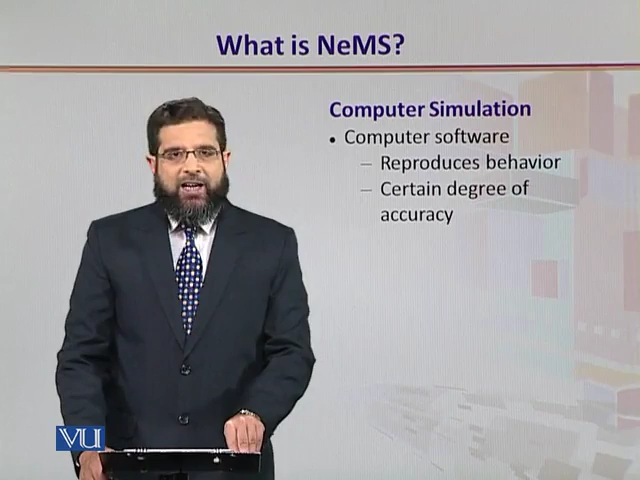 What is NeMS?
Computer Simulation
• Computer software
– Reproduces behavior
– Certain degree of
accuracy
VU